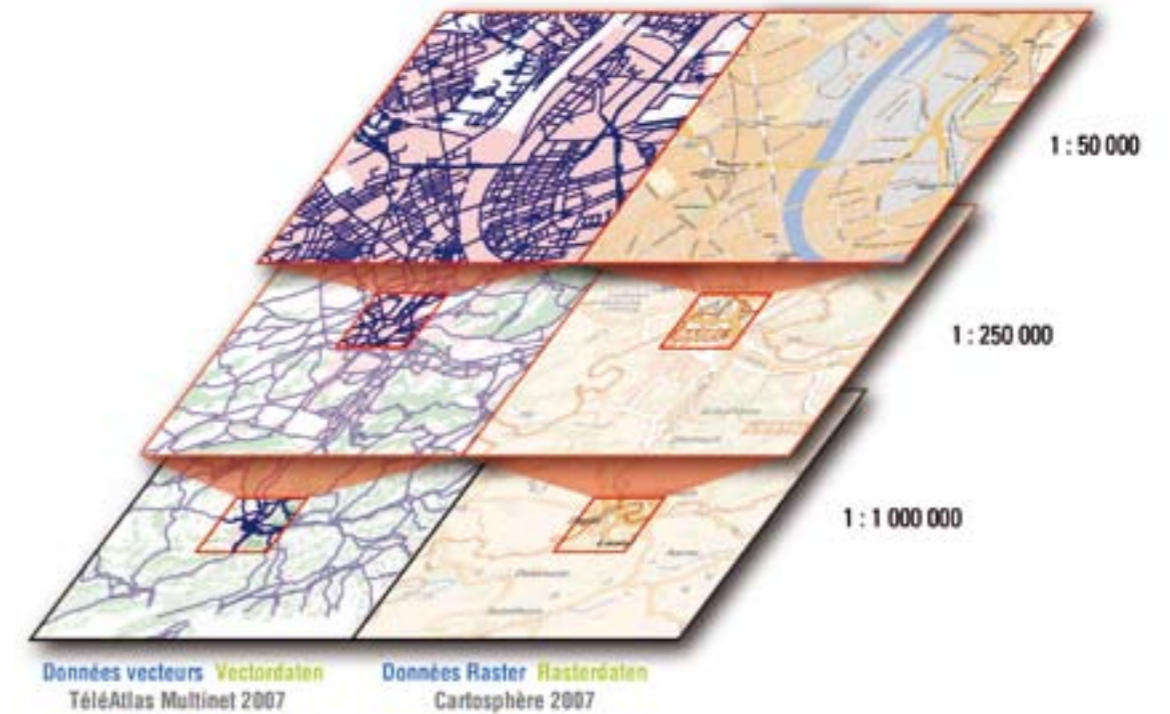 1 : 50 000
1 : 250 000
1 : 1 000 000
Données vecteurs Vectordaten
TéléAtlas Multinet 2007
Données Raster Rasterdaten
Cartosphère 2007